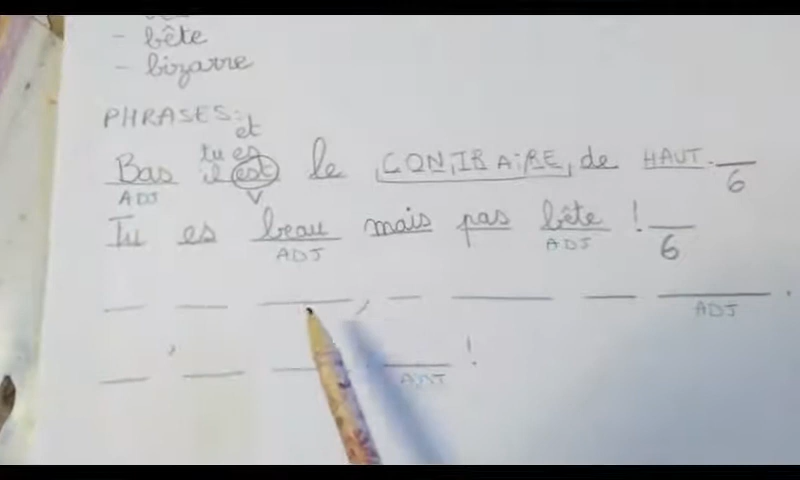 - bête
- bizarre
PHRASES:
et
tu es
Bas il est le CONTRAIRE de HAUT.
ADJ V 6
Tu es beau mais pas bête !
ADJ ADJ 6
, .
ADJ
' !
ADJ